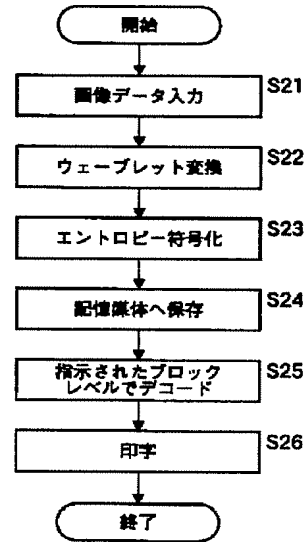 開始
画像データ入力 S21
ウェーブレット変換 S22
エントロピー符号化 S23
記憶媒体へ保存 S24
指示されたブロック
レベルでデコード S25
印字 S26
終了